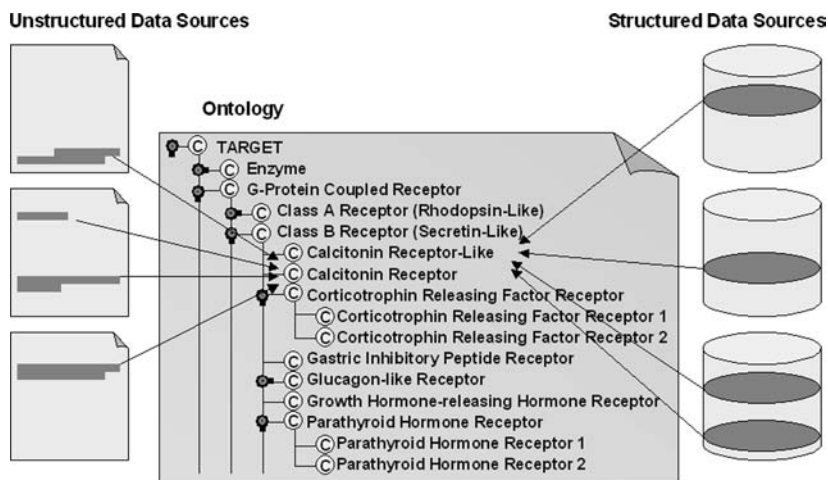 Unstructured Data Sources
Structured Data Sources
Ontology
C TARGET
C Enzyme
C G-Protein Coupled Receptor
C Class A Receptor (Rhodopsin-Like)
C Class B Receptor (Secretin-Like)
C Calcitonin Receptor-Like
C Calcitonin Receptor
C Corticotrophin Releasing Factor Receptor
C Corticotrophin Releasing Factor Receptor 1
C Corticotrophin Releasing Factor Receptor 2
C Gastric Inhibitory Peptide Receptor
C Glucagon-like Receptor
C Growth Hormone-releasing Hormone Receptor
C Parathyroid Hormone Receptor
C Parathyroid Hormone Receptor 1
C Parathyroid Hormone Receptor 2